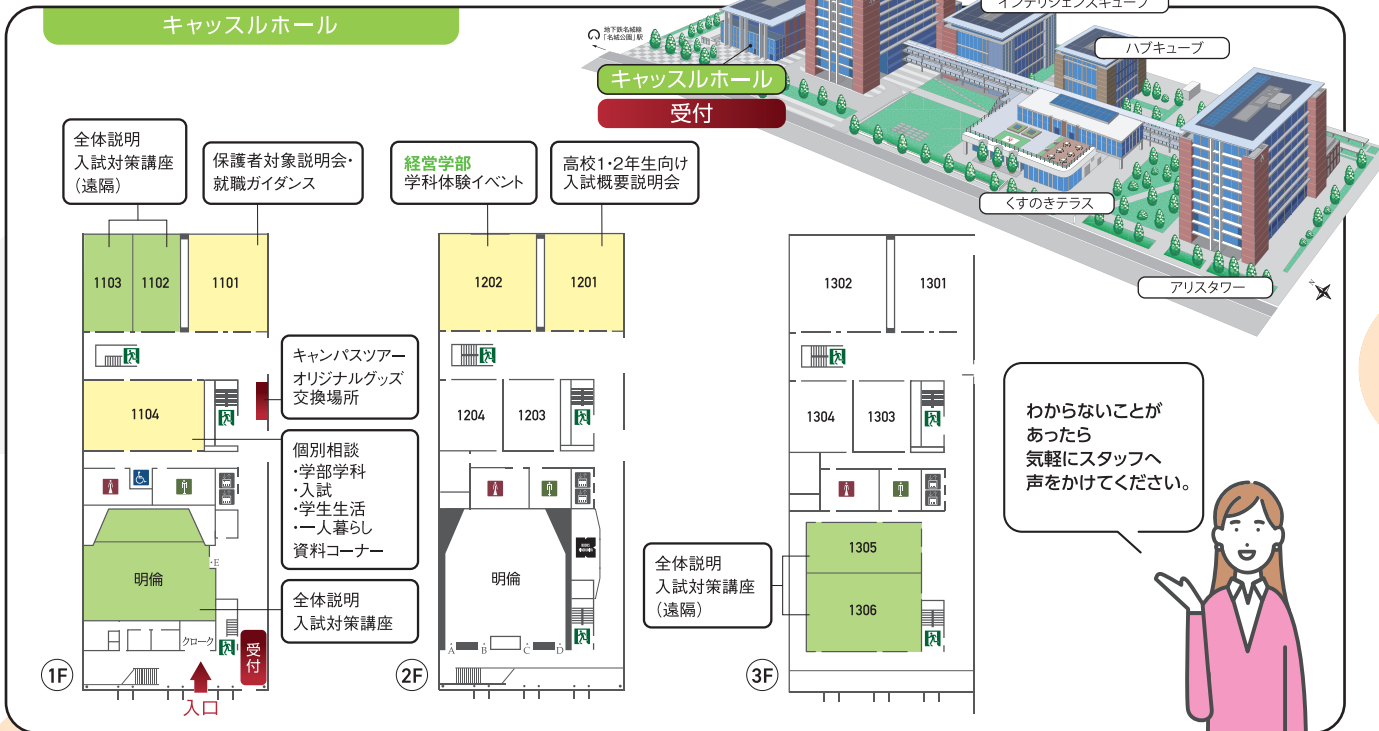 キャッスルホール
地下鉄名城線
「名城公園」駅
インテリジェンスキューブ
ハブキューブ
キャッスルホール
受付
くすのきテラス
アリスタワー
N
全体説明
入試対策講座
(遠隔)
保護者対象説明会・
就職ガイダンス
1103
1102
1101
キャンパスツアー
オリジナルグッズ
交換場所
1104
個別相談
・学部学科
・入試
・学生生活
・一人暮らし
資料コーナー
明倫
・E
全体説明
入試対策講座
クローク
受付
入口
1F
経営学部
学科体験イベント
高校1・2年生向け
入試概要説明会
1202
1201
1204
1203
明倫
A
B
C
D
2F
1302
1301
1304
1303
全体説明
入試対策講座
(遠隔)
1305
1306
3F
わからないことが
あったら
気軽にスタッフへ
声をかけてください。